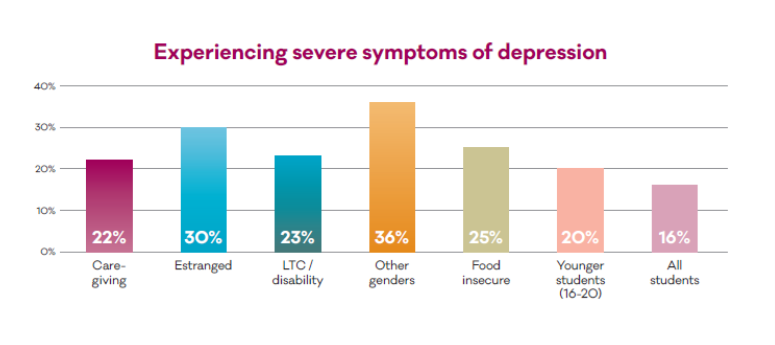 Experiencing severe symptoms of depression
40%
30%
20%
10%
0%
22%
30%
23%
36%
25%
20%
16%
Care-
giving
Estranged
LTC /
disability
Other
genders
Food
insecure
Younger
students
(16-20)
All
students